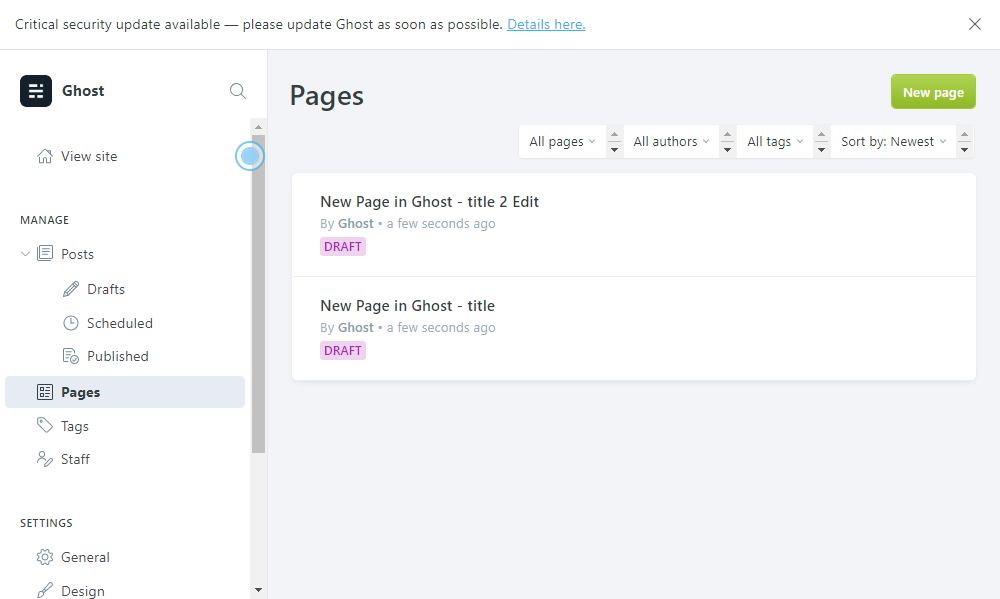 Critical security update available — please update Ghost as soon as possible. Details here.
Ghost
View site
MANAGE
Posts
Drafts
Scheduled
Published
Pages
Tags
Staff
SETTINGS
General
Design
Pages
New page
All pages
All authors
All tags
Sort by: Newest
New Page in Ghost - title 2 Edit
By Ghost • a few seconds ago
DRAFT
New Page in Ghost - title
By Ghost • a few seconds ago
DRAFT